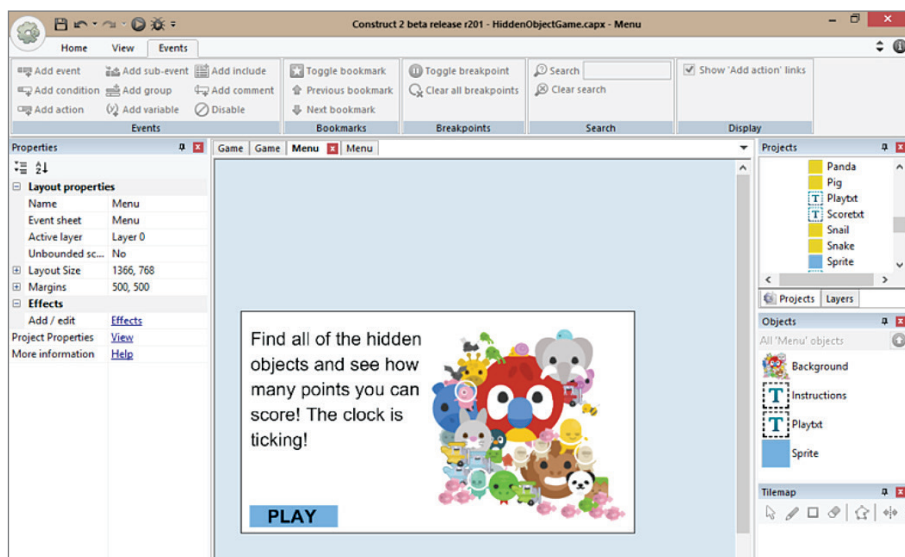 Construct 2 beta release r201 - HiddenObjectGame.capx - Menu
Home View Events
Add event Add sub-event Add include
Add condition Add group Add comment
Add action Add variable Disable
Events
Toggle bookmark
Previous bookmark
Next bookmark
Bookmarks
Toggle breakpoint
Clear all breakpoints
Breakpoints
Search
Clear search
Search
Show 'Add action' links
Display
Properties
Layout properties
Name Menu
Event sheet Menu
Active layer Layer 0
Unbounded sc... No
Layout Size 1366, 768
Margins 500, 500
Effects
Add / edit Effects
Project Properties View
More information Help
Game Game Menu Menu
Find all of the hidden
objects and see how
many points you can
score! The clock is
ticking!
PLAY
Projects
Panda
Pig
T Playtxt
T Scoretxt
Snail
Snake
Sprite
Projects Layers
Objects
All 'Menu' objects
Background
T Instructions
T Playtxt
Sprite
Tilemap